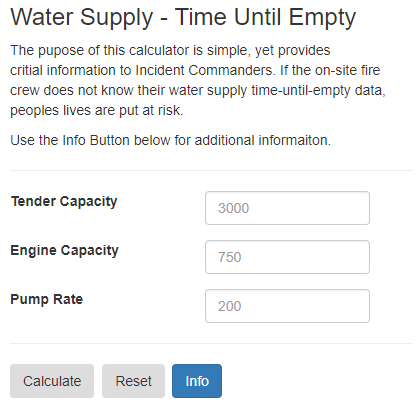 Water Supply - Time Until Empty
The pupose of this calculator is simple, yet provides
critial information to Incident Commanders. If the on-site fire
crew does not know their water supply time-until-empty data,
peoples lives are put at risk.
Use the Info Button below for additional informaiton.
Tender Capacity
3000
Engine Capacity
750
Pump Rate
200
Calculate Reset Info